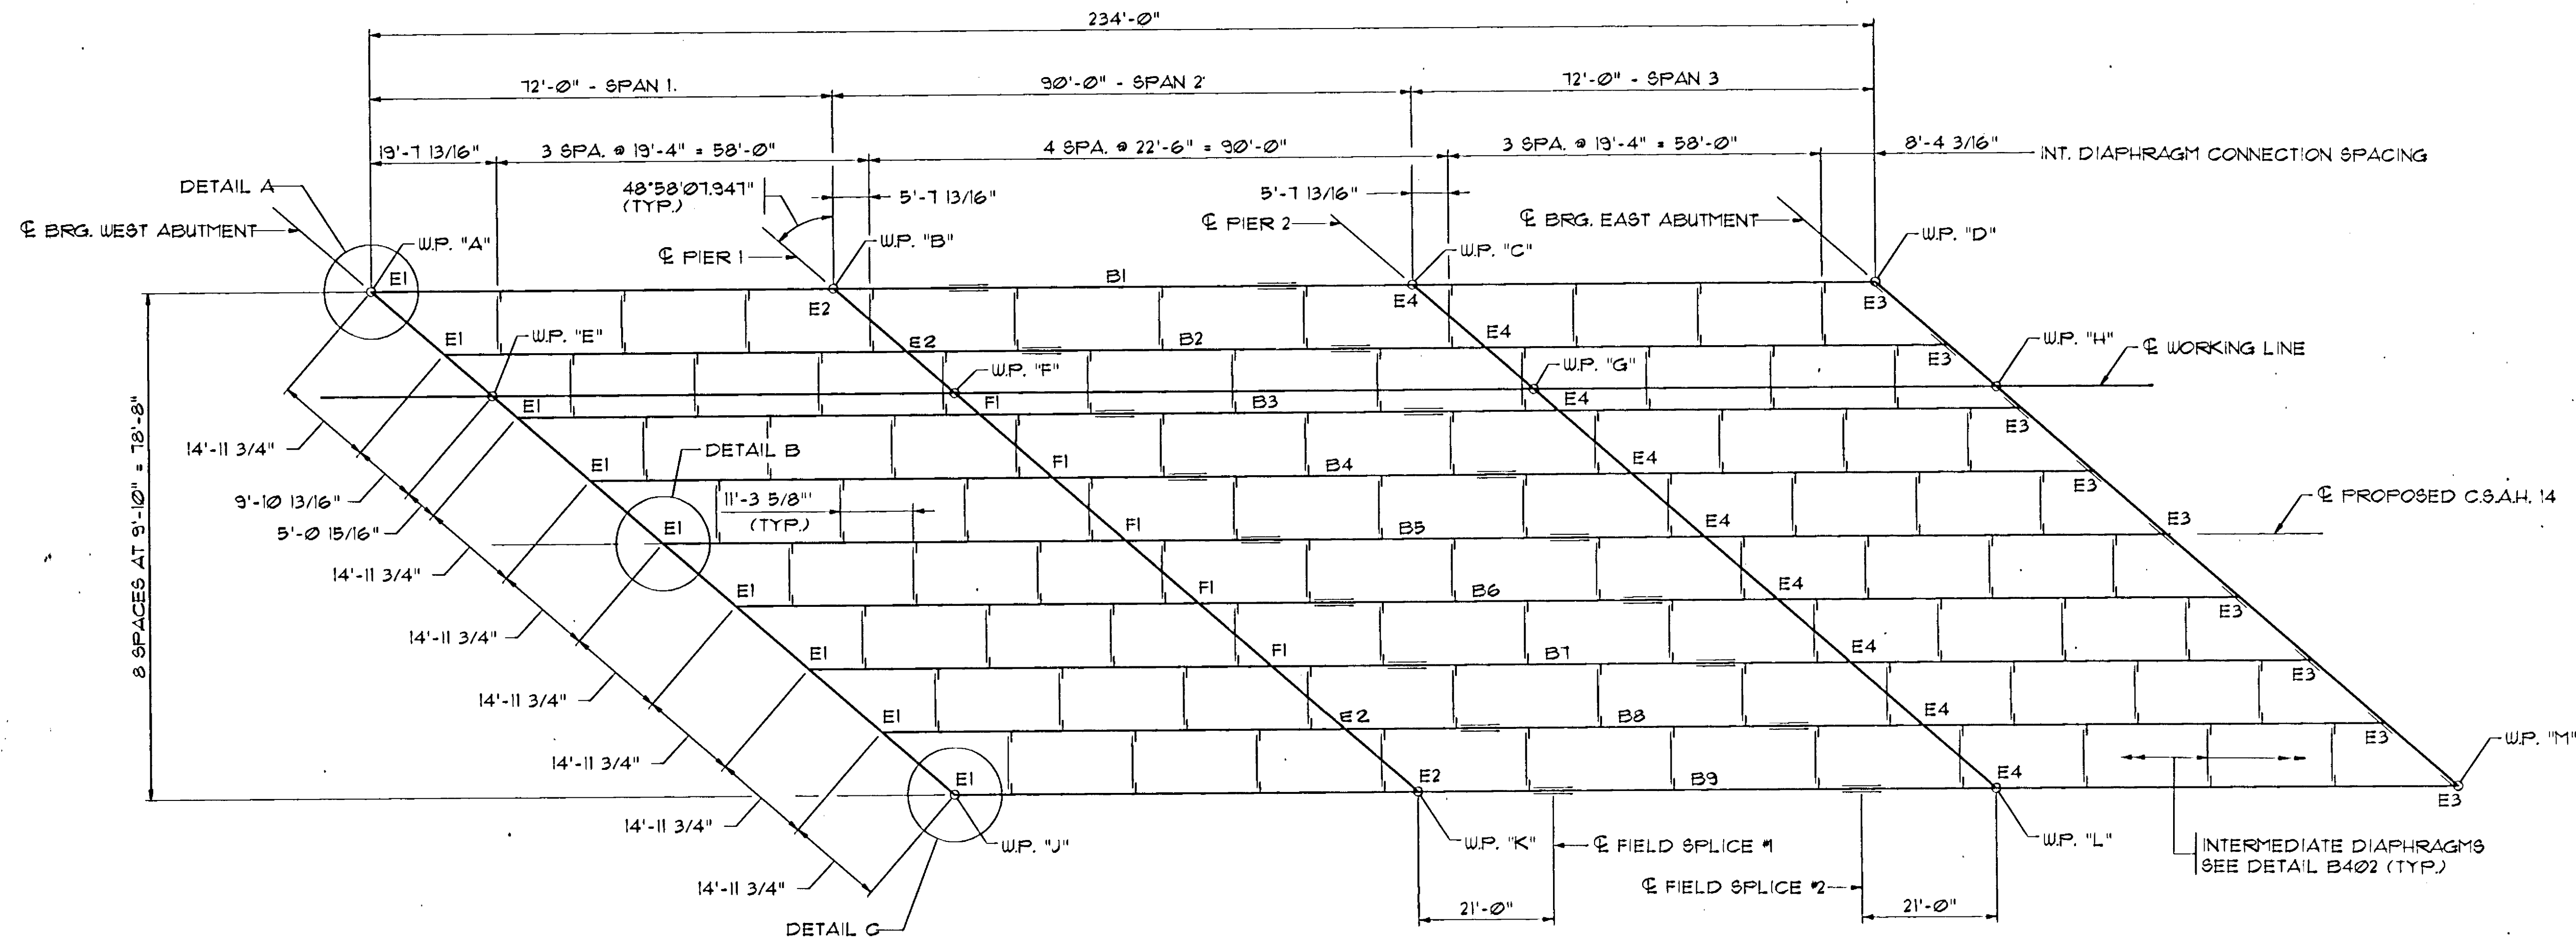 234'-0"
72'-0" - SPAN 1.
90'-0" - SPAN 2
72'-0" - SPAN 3
19'-7 13/16"
3 SPA. @ 19'-4" = 58'-0"
4 SPA. @ 22'-6" = 90'-0"
3 SPA. @ 19'-4" = 58'-0"
8'-4 3/16"
INT. DIAPHRAGM CONNECTION SPACING
DETAIL A
48°58'07.947"
(TYP.)
5'-7 13/16"
5'-7 13/16"
℄ BRG. WEST ABUTMENT
℄ PIER 1
℄ PIER 2
℄ BRG. EAST ABUTMENT
W.P. "A"
W.P. "B"
W.P. "C"
W.P. "D"
E1
E2
B1
E4
E3
E1
W.P. "E"
E2
B2
E4
E3
W.P. "H"
℄ WORKING LINE
W.P. "F"
W.P. "G"
E1
F1
B3
E4
E3
8 SPACES AT 9'-10" = 78'-8"
14'-11 3/4"
9'-10 13/16"
5'-0 15/16"
14'-11 3/4"
14'-11 3/4"
14'-11 3/4"
14'-11 3/4"
14'-11 3/4"
14'-11 3/4"
DETAIL B
E1
F1
B4
E4
E3
11'-3 5/8"
(TYP.)
℄ PROPOSED C.S.A.H. 14
E1
F1
B5
E4
E3
E1
F1
B6
E4
E3
E1
F1
B7
E4
E3
E1
E2
B8
E4
E3
W.P. "M"
E1
E2
B9
E4
E3
W.P. "J"
W.P. "K"
℄ FIELD SPLICE #1
W.P. "L"
INTERMEDIATE DIAPHRAGMS
SEE DETAIL B402 (TYP.)
℄ FIELD SPLICE #2
21'-0"
21'-0"
DETAIL C